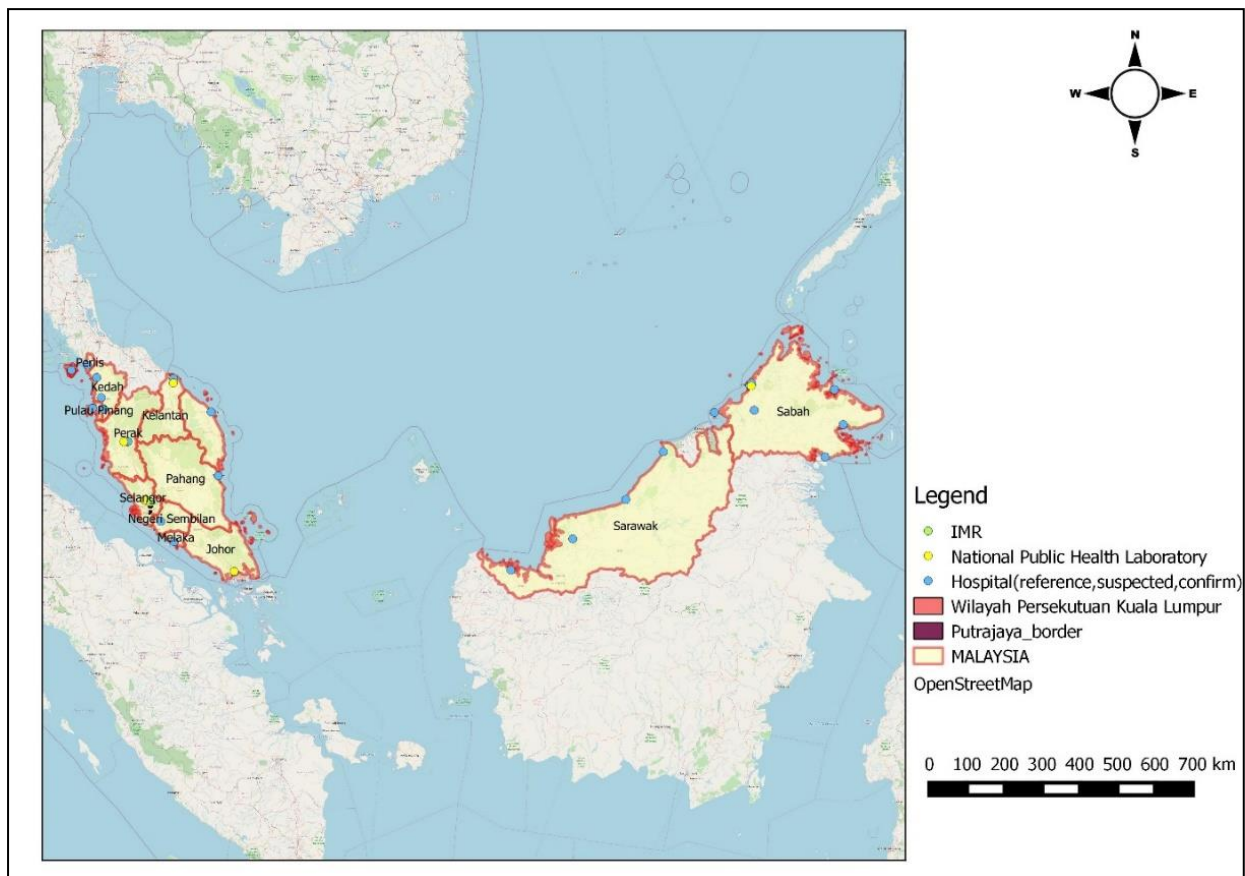 N
W E
S
Perlis
Kedah
Pulau Pinang
Kelantan
Perak
Pahang
Selangor
Negeri Sembilan
Melaka
Johor
Sabah
Sarawak
Legend
IMR
National Public Health Laboratory
Hospital(reference,suspected,confirm)
Wilayah Persekutuan Kuala Lumpur
Putrajaya_border
MALAYSIA
OpenStreetMap
0 100 200 300 400 500 600 700 km